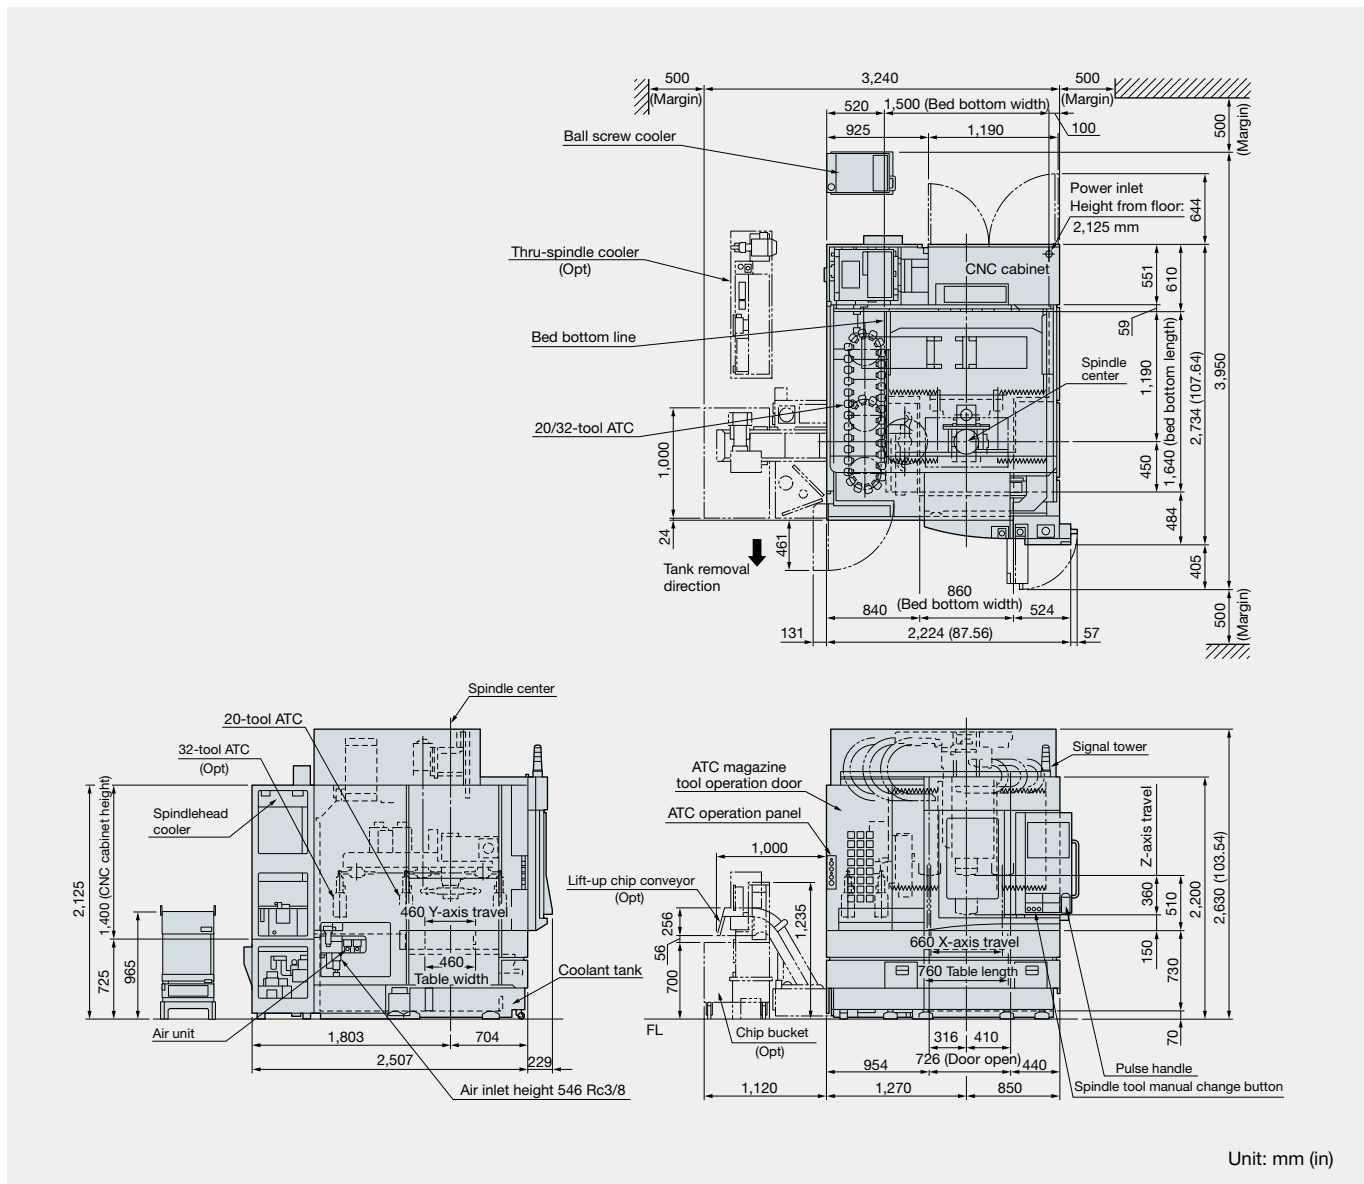 500
(Margin)
3,240
500
(Margin)
520
1,500 (Bed bottom width)
100
925
1,190
500
(Margin)
Ball screw cooler
Power inlet
Height from floor:
2,125 mm
644
Thru-spindle cooler
(Opt)
CNC cabinet
551
610
59
Bed bottom line
Spindle
center
1,190
1,640 (bed bottom length)
2,734 (107.64)
3,950
20/32-tool ATC
1,000
450
24
461
484
405
Tank removal
direction
860
(Bed bottom width)
840
524
500
(Margin)
131
2,224 (87.56)
57
Spindle center
20-tool ATC
32-tool ATC
(Opt)
Spindlehead
cooler
2,125
1,400 (CNC cabinet height)
725
965
460 Y-axis travel
460
Table width
Coolant tank
Air unit
1,803
704
2,507
229
Air inlet height 546 Rc3/8
Signal tower
ATC magazine
tool operation door
ATC operation panel
1,000
Lift-up chip conveyor
(Opt)
256
56
700
1,235
Z-axis travel
360
510
150
730
70
2,200
2,630 (103.54)
660 X-axis travel
760 Table length
FL
Chip bucket
(Opt)
316
410
726 (Door open)
954
440
1,120
1,270
850
Pulse handle
Spindle tool manual change button
Unit: mm (in)